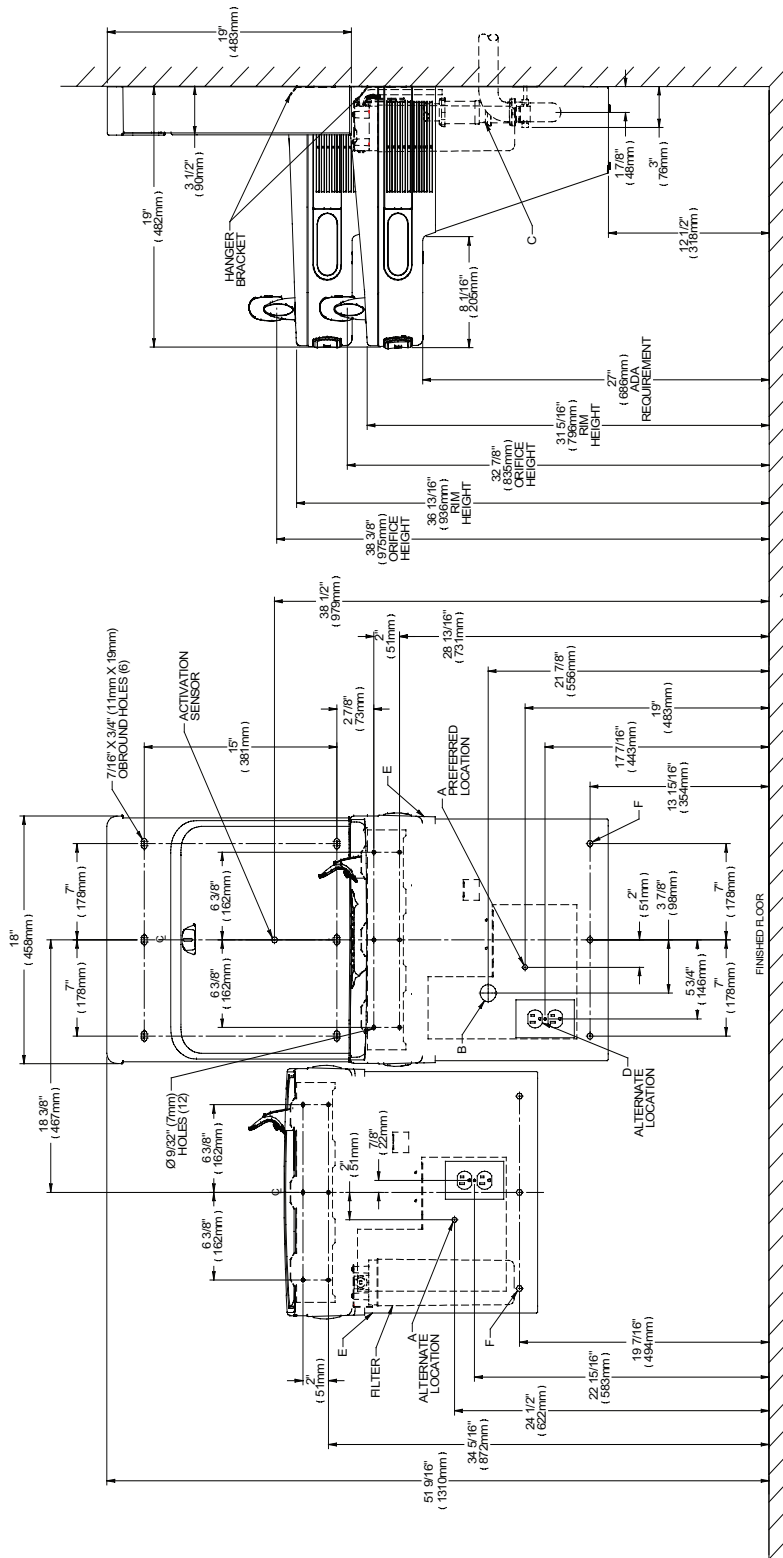 19"
(483mm)
3 1/2"
(90mm)
19"
(482mm)
HANGER
BRACKET
1 7/8"
(48mm)
3"
(76mm)
C
12 1/2"
(318mm)
8 1/16"
(205mm)
27"
(686mm)
ADA
REQUIREMENT
31 5/16"
(796mm)
RIM
HEIGHT
32 7/8"
(835mm)
ORIFICE
HEIGHT
36 13/16"
(936mm)
RIM
HEIGHT
38 3/8"
(975mm)
ORIFICE
HEIGHT
7/16" X 3/4" (11mm X 19mm)
OBROUND HOLES (6)
ACTIVATION
SENSOR
38 1/2"
(979mm)
15"
(381mm)
2 7/8"
(73mm)
2"
(51mm)
28 13/16"
(731mm)
21 7/8"
(556mm)
19"
(483mm)
17 7/16"
(443mm)
13 15/16"
(354mm)
18"
(458mm)
7"
(178mm)
7"
(178mm)
6 3/8"
(162mm)
6 3/8"
(162mm)
E
A
PREFERRED
LOCATION
F
B
2"
(51mm)
3 7/8"
(98mm)
7"
(178mm)
5 3/4"
(146mm)
7"
(178mm)
D
ALTERNATE
LOCATION
FINISHED FLOOR
18 3/8"
(467mm)
Ø 9/32" (7mm)
HOLES (12)
6 3/8"
(162mm)
6 3/8"
(162mm)
2"
(51mm)
7/8"
(22mm)
2"
(51mm)
E
FILTER
A
ALTERNATE
LOCATION
F
19 7/16"
(494mm)
22 15/16"
(583mm)
24 1/2"
(622mm)
34 5/16"
(872mm)
51 9/16"
(1310mm)